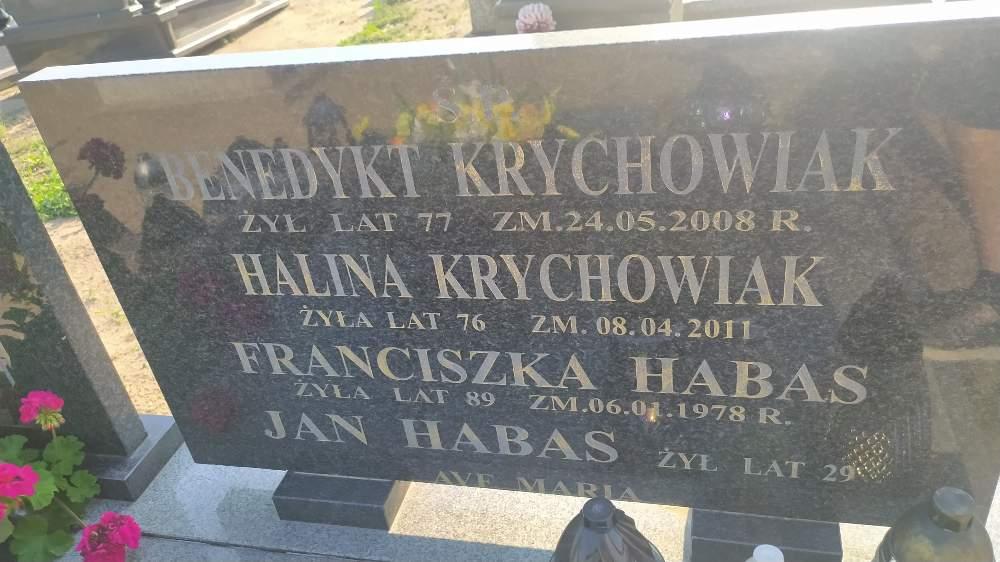 Ś.P.
BENEDYKT KRYCHOWIAK
ŻYŁ LAT 77 ZM.24.05.2008 R.
HALINA KRYCHOWIAK
ŻYŁA LAT 76 ZM. 08.04.2011
FRANCISZKA HABAS
ŻYŁA LAT 89 ZM.06.01.1978 R.
JAN HABAS ŻYŁ LAT 29
AVE MARIA